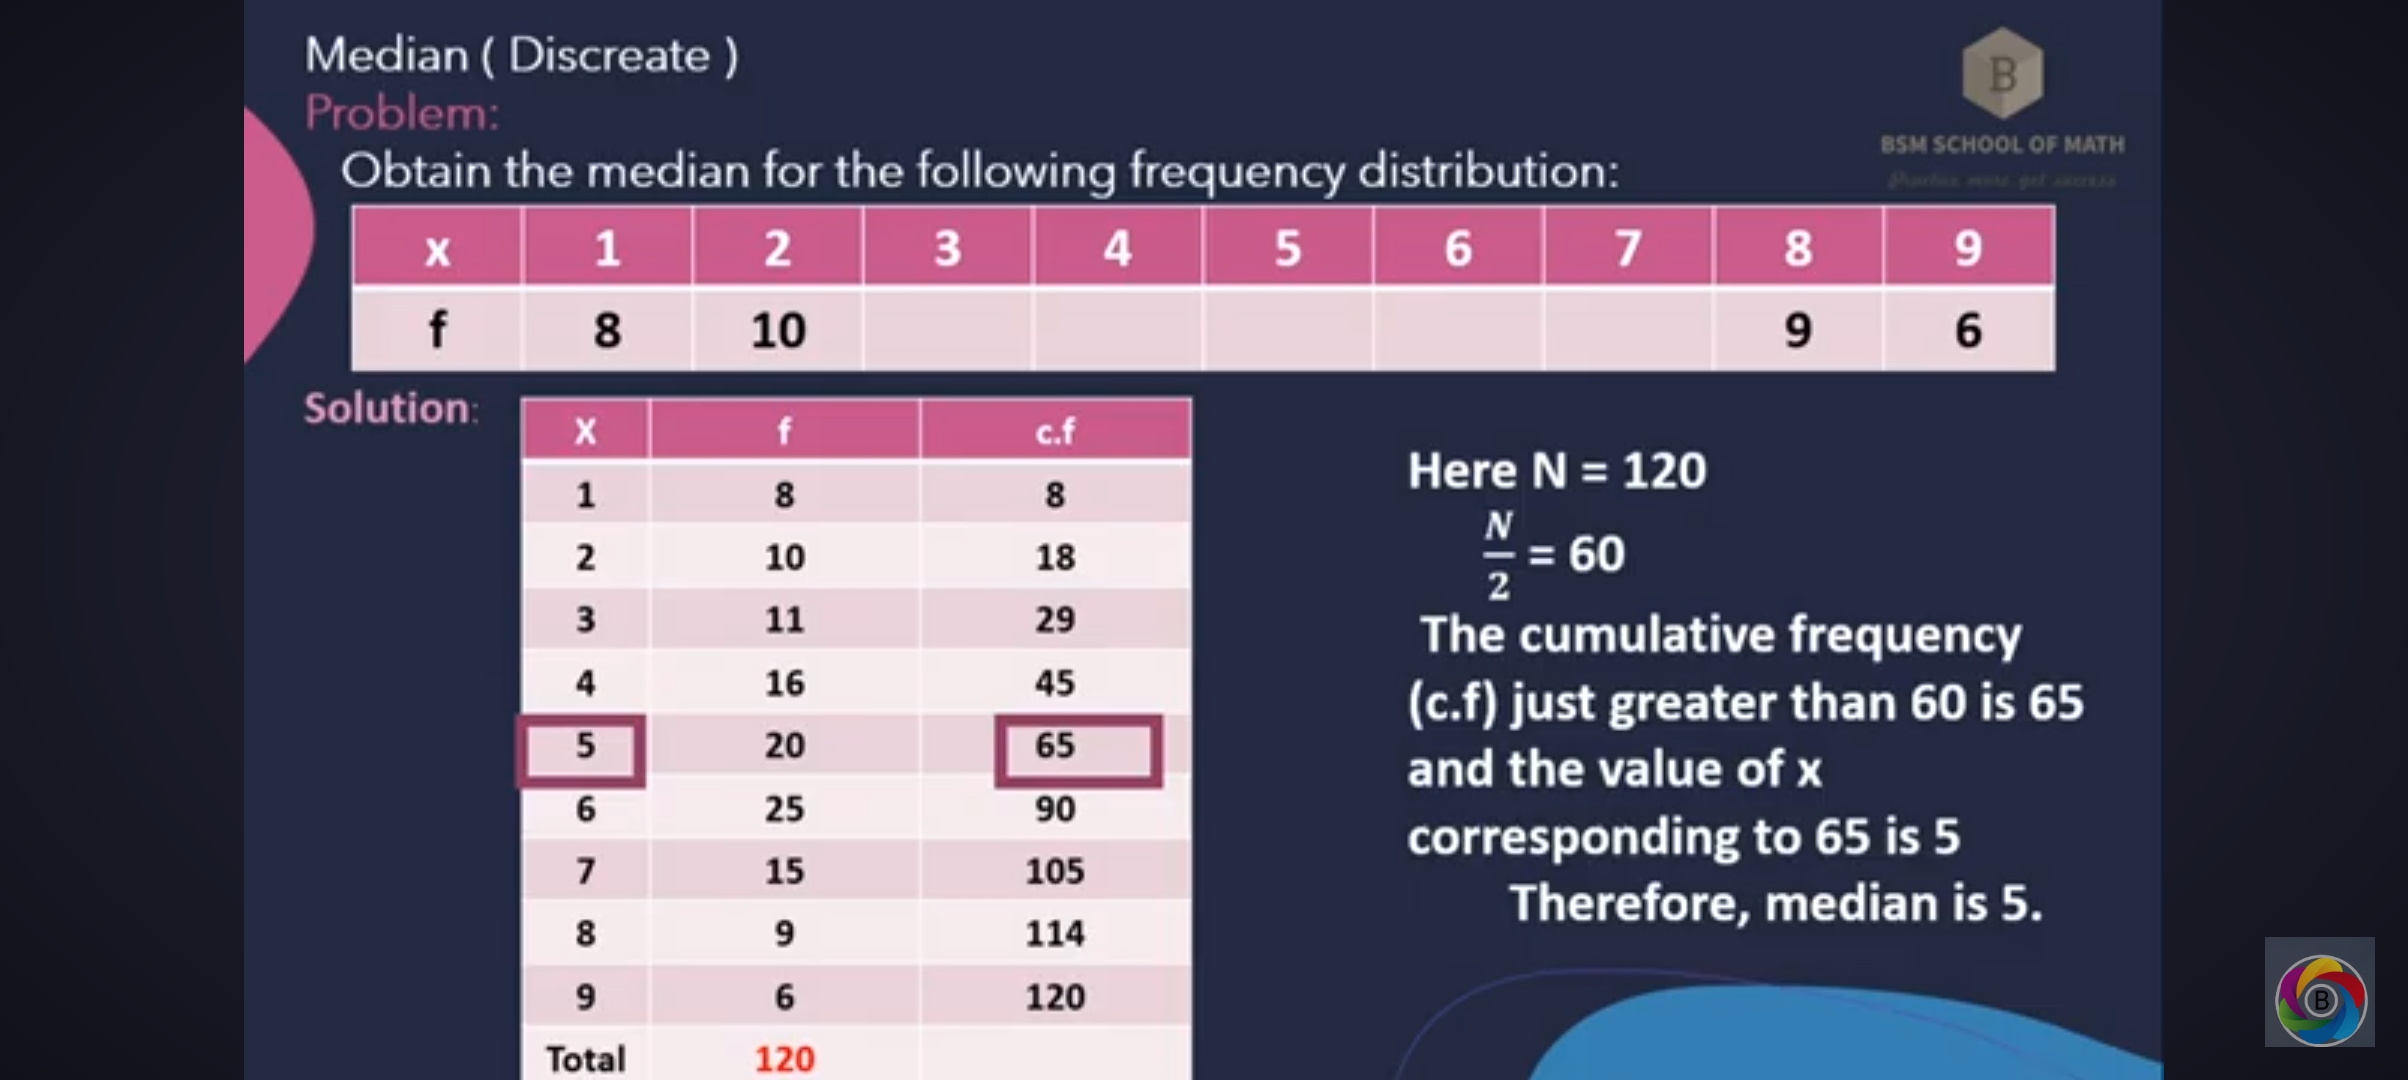 Median ( Discreate )
Problem:
Obtain the median for the following frequency distribution:
B
BSM SCHOOL OF MATH
Practice more get success
x 1 2 3 4 5 6 7 8 9
f 8 10 9 6
Solution:
X f c.f
1 8 8
2 10 18
3 11 29
4 16 45
5 20 65
6 25 90
7 15 105
8 9 114
9 6 120
Total 120
Here N = 120
N/2 = 60
The cumulative frequency
(c.f) just greater than 60 is 65
and the value of x
corresponding to 65 is 5
Therefore, median is 5.
B